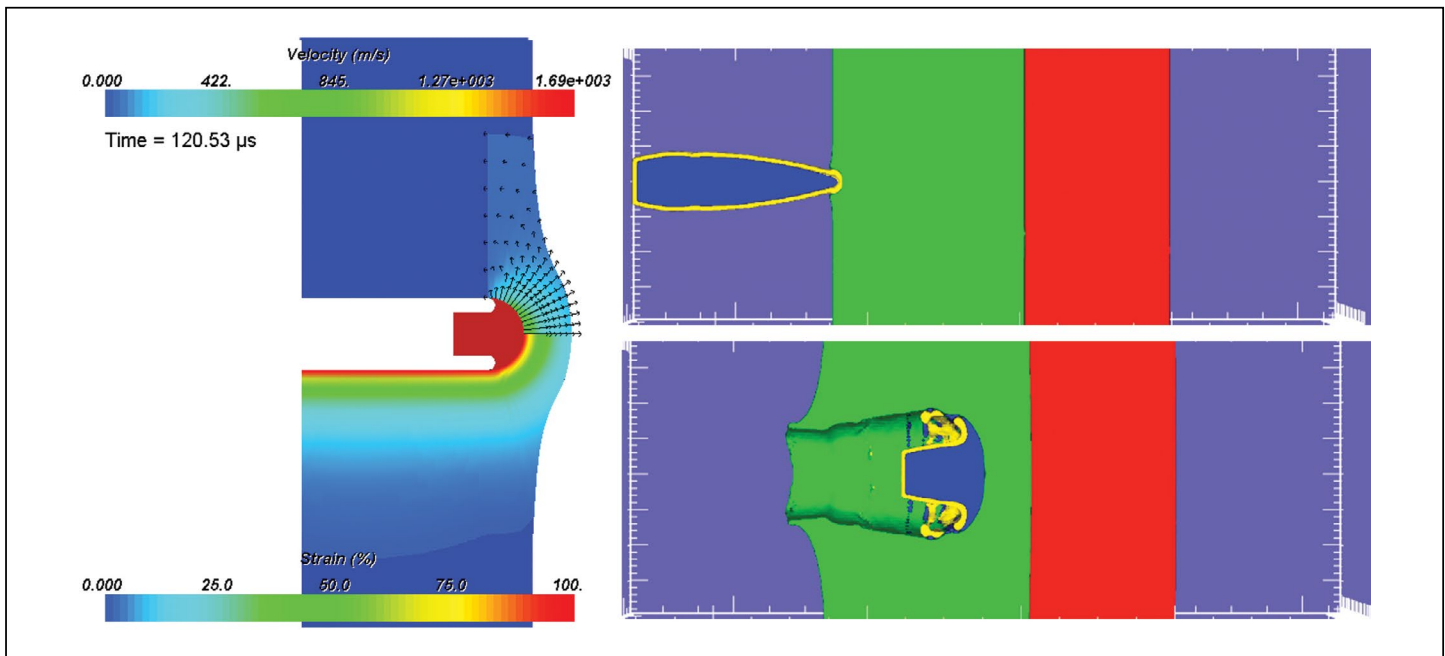 Velocity (m/s)
0.000 422. 845. 1.27e+003 1.69e+003
Time = 120.53 µs
Strain (%)
0.000 25.0 50.0 75.0 100.